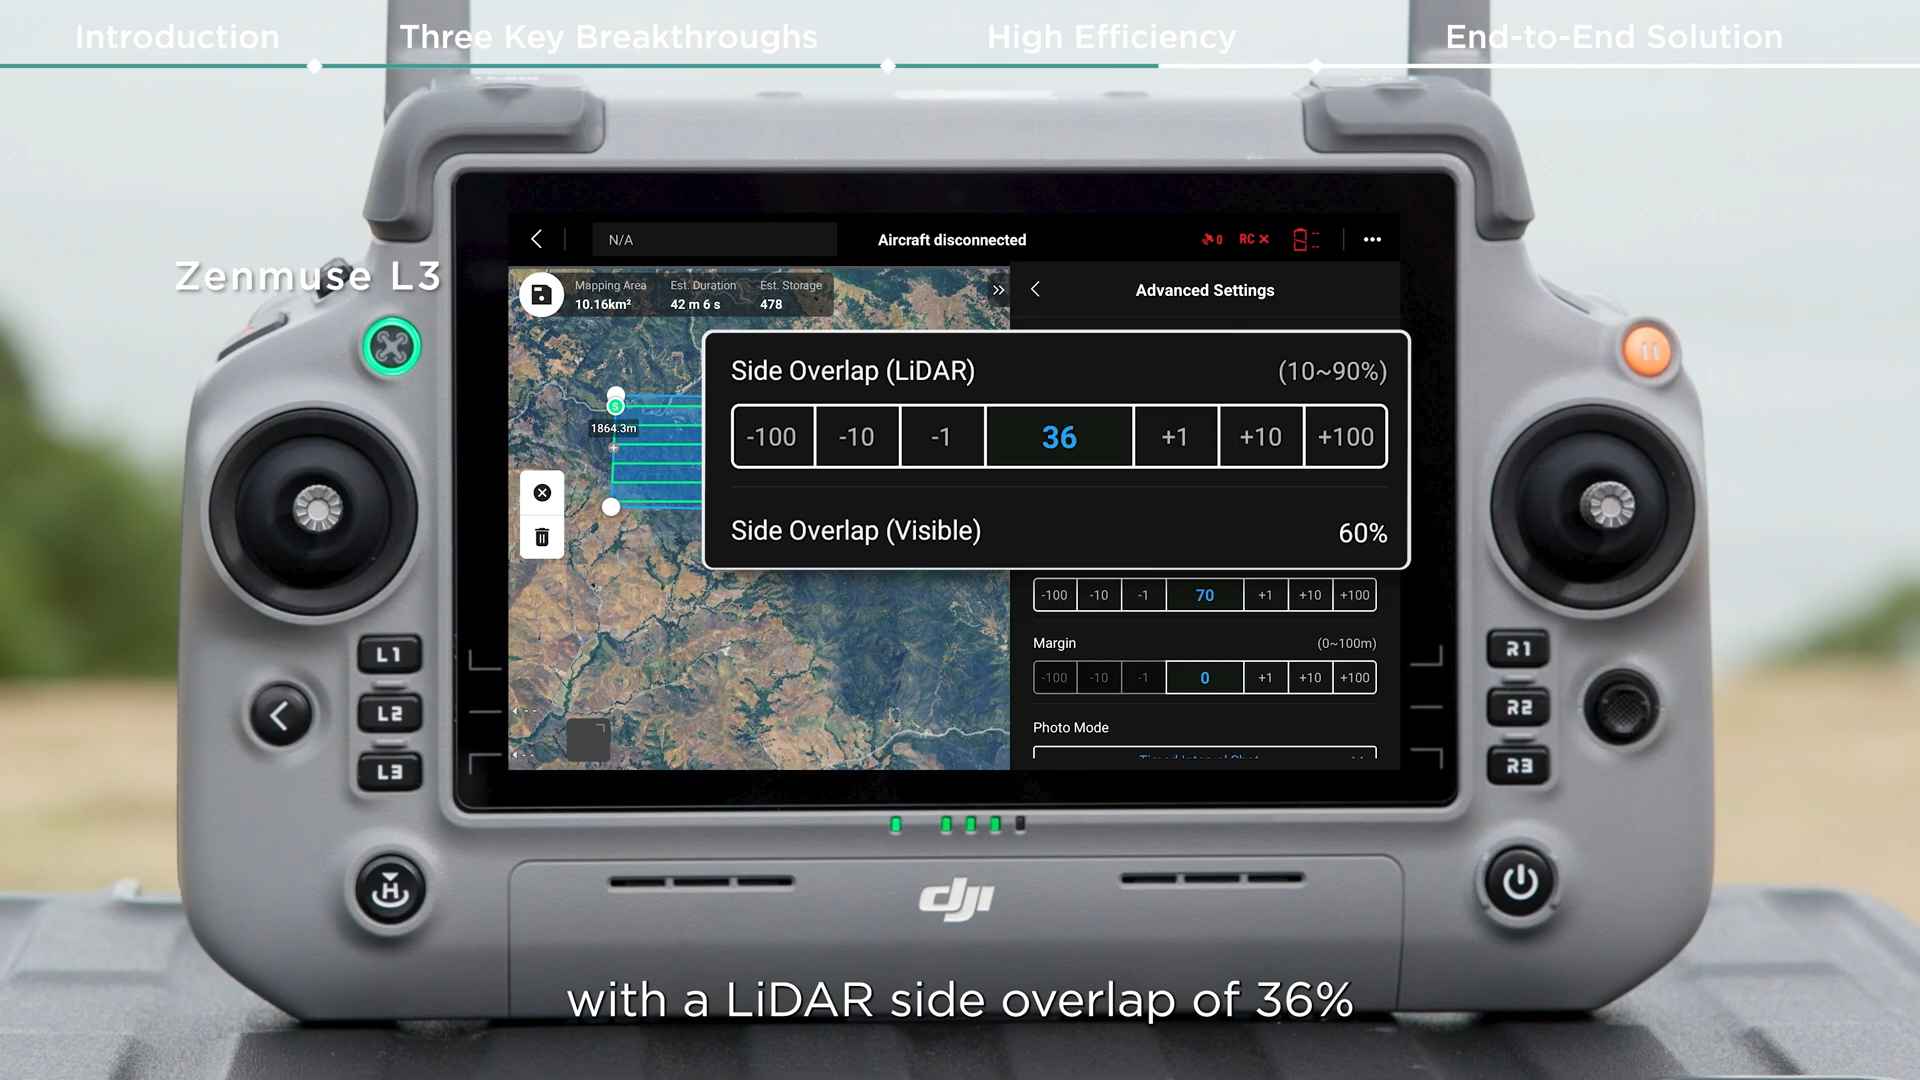 Introduction
Three Key Breakthroughs
High Efficiency
End-to-End Solution
Zenmuse L3
N/A
Aircraft disconnected
0
RC
Mapping Area
10.16km²
Est. Duration
42 m 6 s
Est. Storage
478
Advanced Settings
S
1864.3m
Side Overlap (LiDAR)
(10~90%)
-100 -10 -1 36 +1 +10 +100
Side Overlap (Visible)
60%
-100 -10 -1 70 +1 +10 +100
Margin
(0~100m)
-100 -10 -1 0 +1 +10 +100
Photo Mode
L1
L2
L3
R1
R2
R3
H
dji
with a LiDAR side overlap of 36%